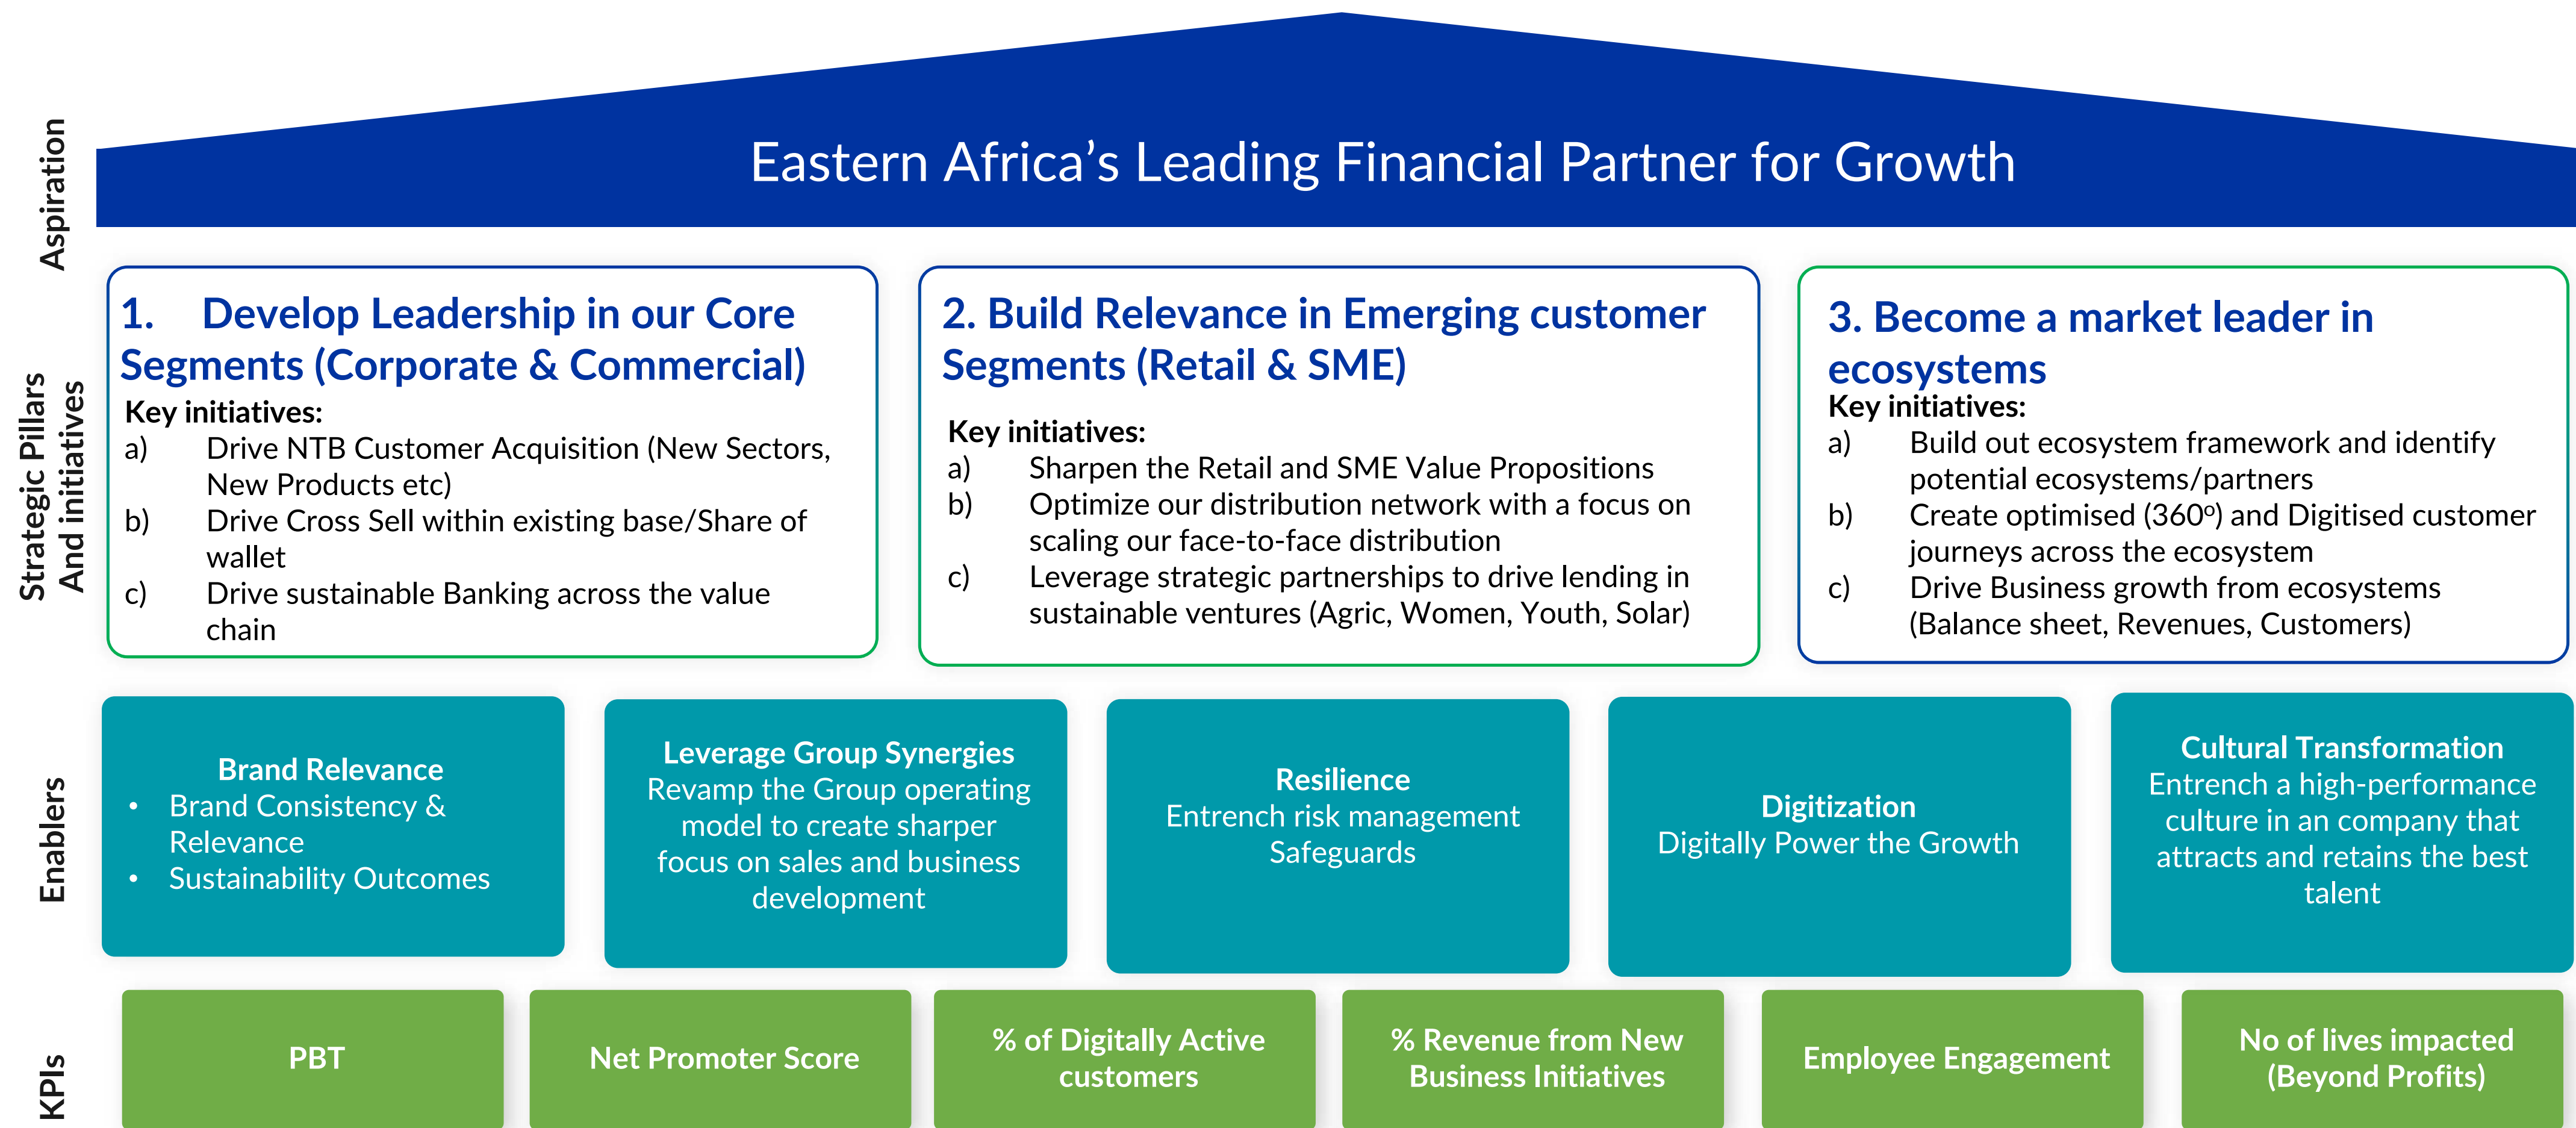 Aspiration
Eastern Africa’s Leading Financial Partner for Growth
Strategic Pillars
And initiatives
1. Develop Leadership in our Core
Segments (Corporate & Commercial)
Key initiatives:
a) Drive NTB Customer Acquisition (New Sectors,
New Products etc)
b) Drive Cross Sell within existing base/Share of
wallet
c) Drive sustainable Banking across the value
chain
2. Build Relevance in Emerging customer
Segments (Retail & SME)
Key initiatives:
a) Sharpen the Retail and SME Value Propositions
b) Optimize our distribution network with a focus on
scaling our face-to-face distribution
c) Leverage strategic partnerships to drive lending in
sustainable ventures (Agric, Women, Youth, Solar)
3. Become a market leader in
ecosystems
Key initiatives:
a) Build out ecosystem framework and identify
potential ecosystems/partners
b) Create optimised (360º) and Digitised customer
journeys across the ecosystem
c) Drive Business growth from ecosystems
(Balance sheet, Revenues, Customers)
Enablers
Brand Relevance
• Brand Consistency &
Relevance
• Sustainability Outcomes
Leverage Group Synergies
Revamp the Group operating
model to create sharper
focus on sales and business
development
Resilience
Entrench risk management
Safeguards
Digitization
Digitally Power the Growth
Cultural Transformation
Entrench a high-performance
culture in an company that
attracts and retains the best
talent
KPIs
PBT
Net Promoter Score
% of Digitally Active
customers
% Revenue from New
Business Initiatives
Employee Engagement
No of lives impacted
(Beyond Profits)